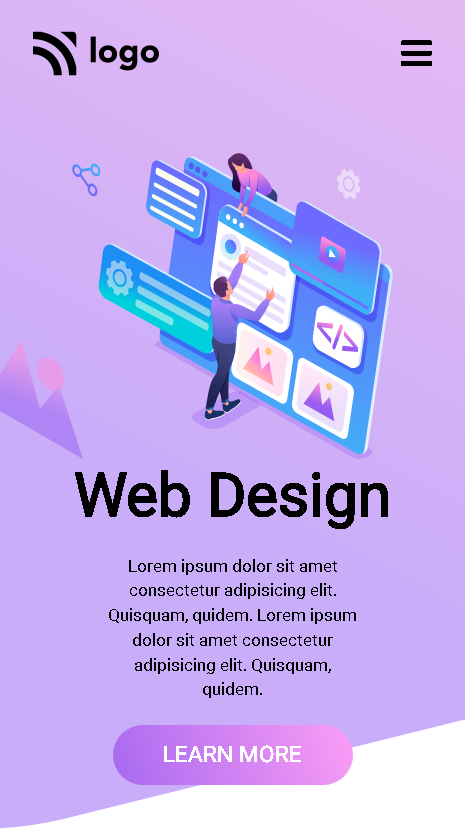 logo
</>
Web Design
Lorem ipsum dolor sit amet
consectetur adipisicing elit.
Quisquam, quidem. Lorem ipsum
dolor sit amet consectetur
adipisicing elit. Quisquam,
quidem.
LEARN MORE